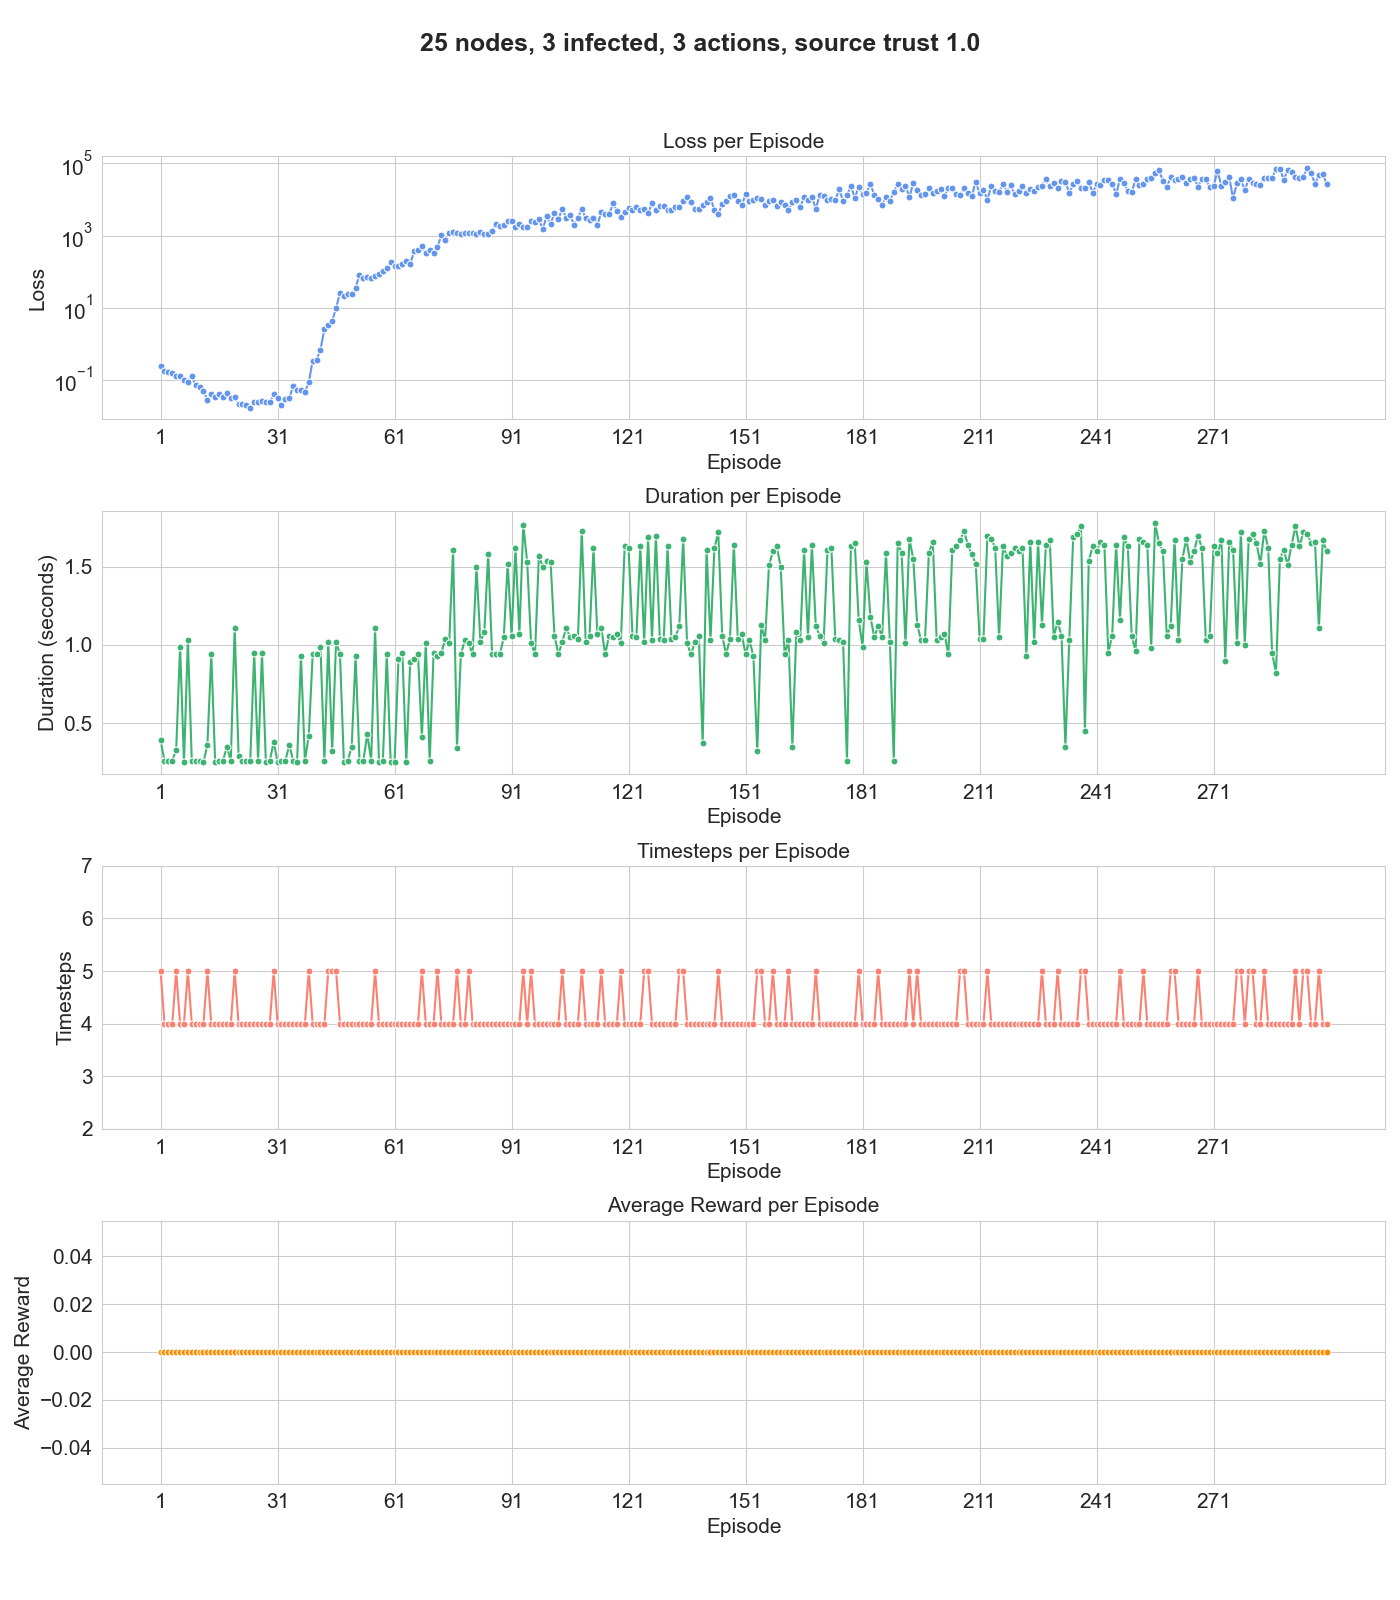 25 nodes, 3 infected, 3 actions, source trust 1.0
Loss per Episode
10^5
10^3
10^1
10^−1
Loss
1 31 61 91 121 151 181 211 241 271
Episode
Duration per Episode
1.5
1.0
0.5
Duration (seconds)
1 31 61 91 121 151 181 211 241 271
Episode
Timesteps per Episode
7
6
5
4
3
2
Timesteps
1 31 61 91 121 151 181 211 241 271
Episode
Average Reward per Episode
0.04
0.02
0.00
−0.02
−0.04
Average Reward
1 31 61 91 121 151 181 211 241 271
Episode